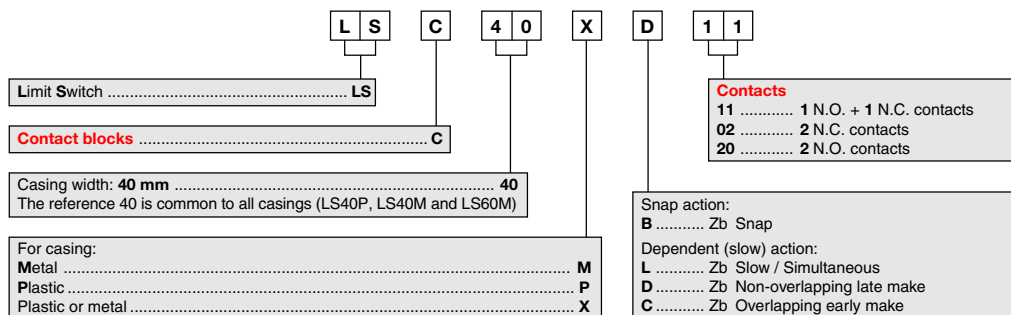 L S C 4 0 X D 1 1
Limit Switch ................................................ LS
Contact blocks .......................................................... C
Casing width: 40 mm ................................................................ 40
The reference 40 is common to all casings (LS40P, LS40M and LS60M)
For casing:
Metal ...................................................................................................... M
Plastic ..................................................................................................... P
Plastic or metal ......................................................................................... X
Contacts
11 ............ 1 N.O. + 1 N.C. contacts
02 ............ 2 N.C. contacts
20 ............ 2 N.O. contacts
Snap action:
B ........... Zb Snap
Dependent (slow) action:
L ........... Zb Slow / Simultaneous
D ........... Zb Non-overlapping late make
C ........... Zb Overlapping early make